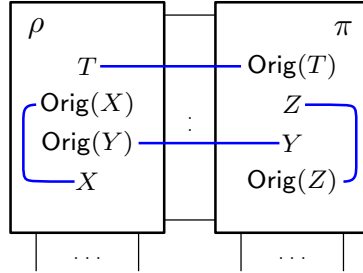 ρ π
T Orig(T)
Orig(X) Z
Orig(Y) : Y
X Orig(Z)
... ...